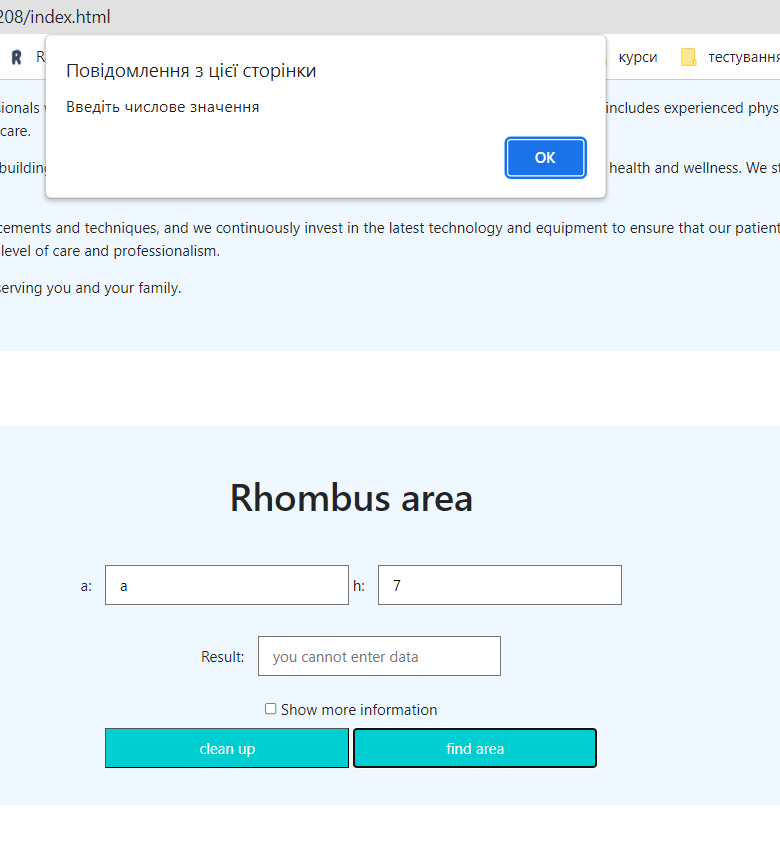 208/index.html
R
курси
тестування
Повідомлення з цієї сторінки
Введіть числове значення
OK
includes experienced phys
care.
building
health and wellness. We st
cements and techniques, and we continuously invest in the latest technology and equipment to ensure that our patient
level of care and professionalism.
serving you and your family.
Rhombus area
a: a h: 7
Result: you cannot enter data
Show more information
clean up find area